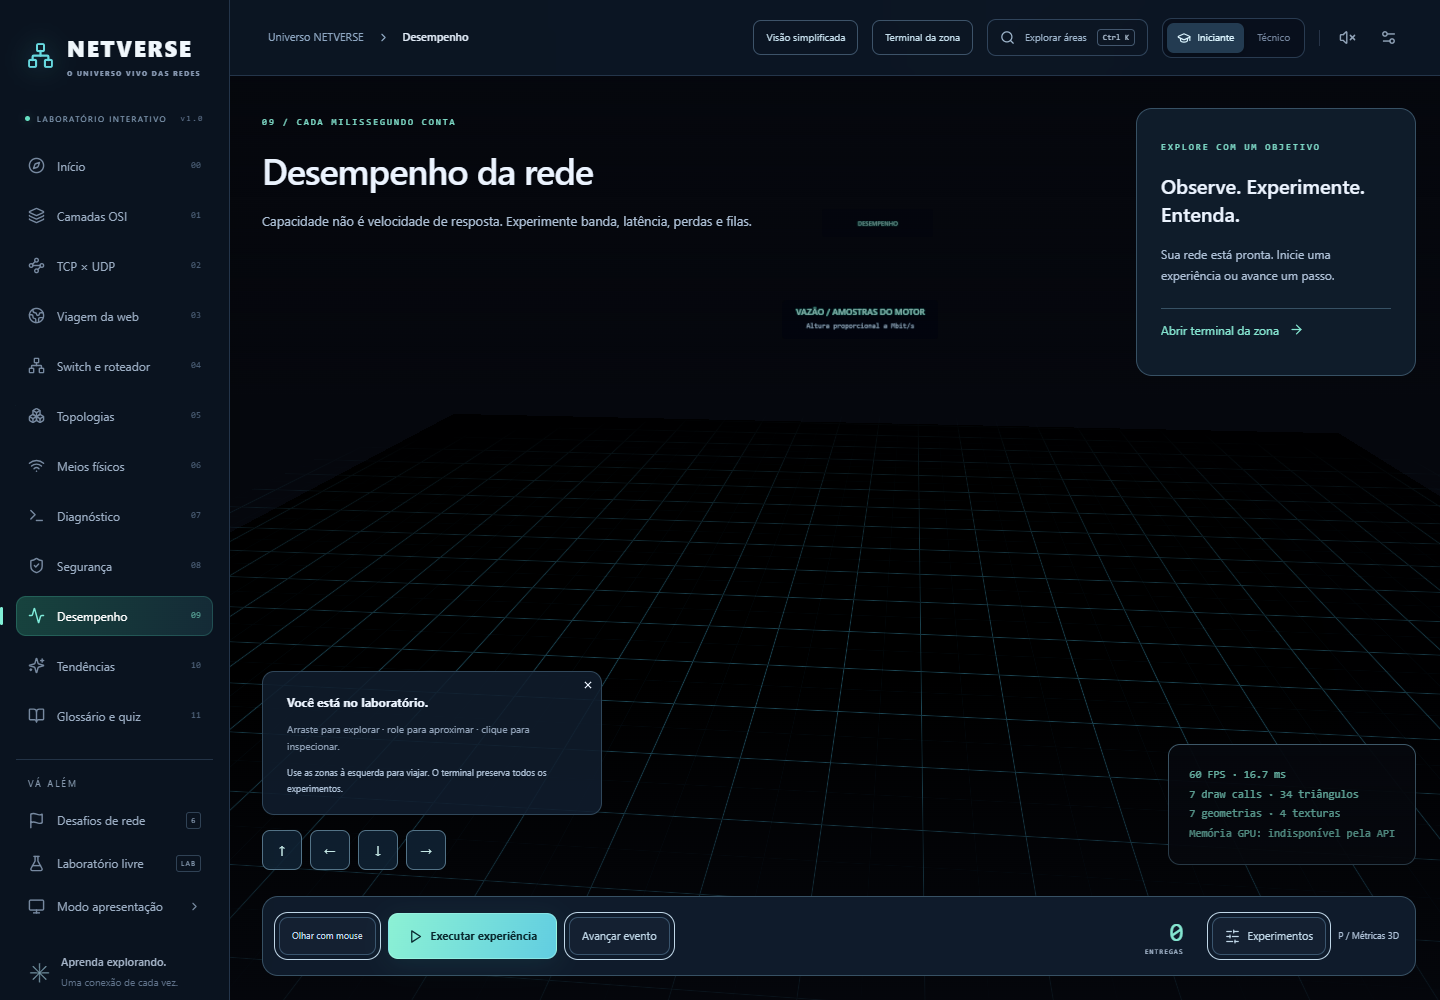 NETVERSE
O UNIVERSO VIVO DAS REDES
LABORATÓRIO INTERATIVO v1.0
Início 00
Camadas OSI 01
TCP × UDP 02
Viagem da web 03
Switch e roteador 04
Topologias 05
Meios físicos 06
Diagnóstico 07
Segurança 08
Desempenho 09
Tendências 10
Glossário e quiz 11
VÁ ALÉM
Desafios de rede 6
Laboratório livre LAB
Modo apresentação
Aprenda explorando.
Uma conexão de cada vez.
Universo NETVERSE > Desempenho
Visão simplificada
Terminal da zona
Explorar áreas Ctrl K
Iniciante
Técnico
09 / CADA MILISSEGUNDO CONTA
Desempenho da rede
Capacidade não é velocidade de resposta. Experimente banda, latência, perdas e filas.
DESEMPENHO
VAZÃO / AMOSTRAS DO MOTOR
Altura proporcional a Mbit/s
EXPLORE COM UM OBJETIVO
Observe. Experimente.
Entenda.
Sua rede está pronta. Inicie uma
experiência ou avance um passo.
Abrir terminal da zona →
Você está no laboratório. ×
Arraste para explorar · role para aproximar · clique para
inspecionar.
Use as zonas à esquerda para viajar. O terminal preserva todos os
experimentos.
↑ ← ↓ →
60 FPS · 16.7 ms
7 draw calls · 34 triângulos
7 geometrias · 4 texturas
Memória GPU: indisponível pela API
Olhar com mouse
Executar experiência
Avançar evento
0
ENTREGAS
Experimentos
P / Métricas 3D